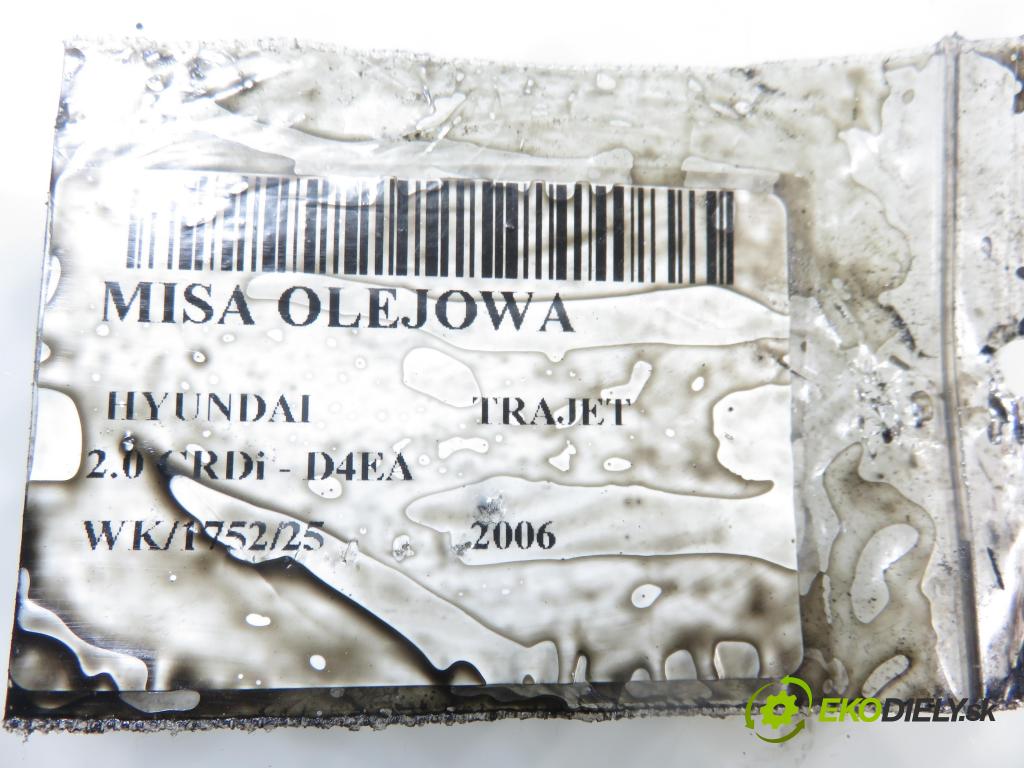 MISA OLEJOWA
HYUNDAI TRAJET
2.0 CRDi - D4EA
WK/1752/25 2006
EKODIELY.sk